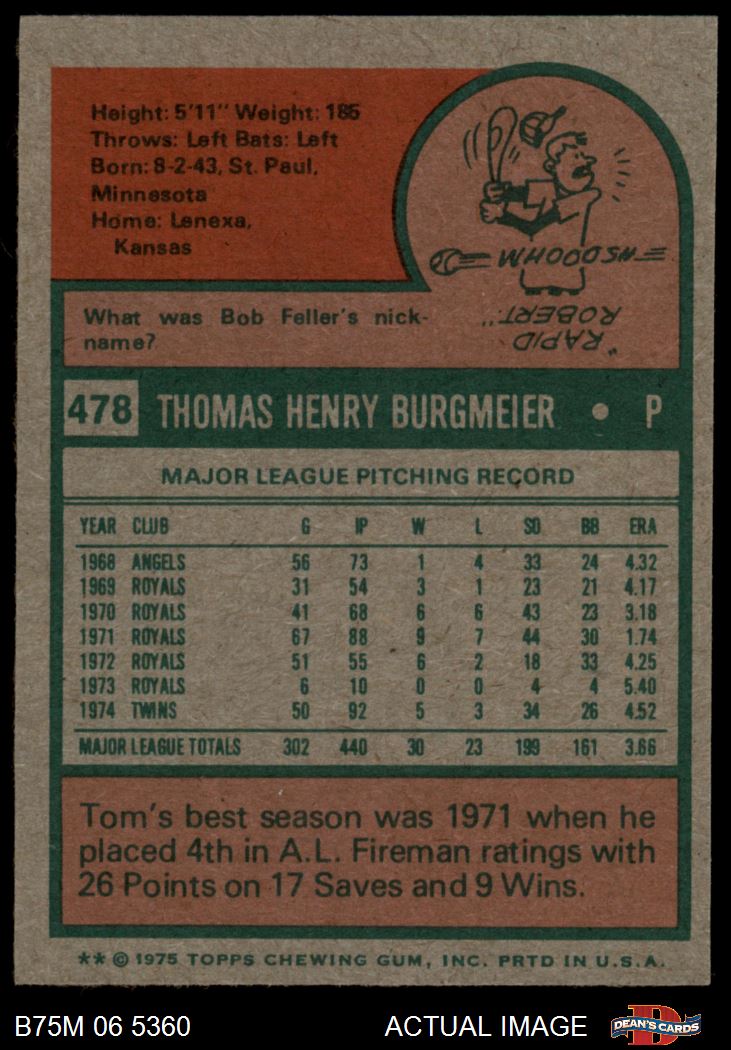 Height: 5'11" Weight: 185
Throws: Left Bats: Left
Born: 8-2-43, St. Paul,
Minnesota
Home: Lenexa,
Kansas
WHOOOSH
What was Bob Feller's nick-
name?
"RAPID
ROBERT"
478 THOMAS HENRY BURGMEIER • P
MAJOR LEAGUE PITCHING RECORD
YEAR CLUB G IP W L SO BB ERA
1968 ANGELS 56 73 1 4 33 24 4.32
1969 ROYALS 31 54 3 1 23 21 4.17
1970 ROYALS 41 68 6 6 43 23 3.18
1971 ROYALS 67 88 9 7 44 30 1.74
1972 ROYALS 51 55 6 2 18 33 4.25
1973 ROYALS 6 10 0 0 4 4 5.40
1974 TWINS 50 92 5 3 34 26 4.52
MAJOR LEAGUE TOTALS 302 440 30 23 199 161 3.66
Tom's best season was 1971 when he
placed 4th in A.L. Fireman ratings with
26 Points on 17 Saves and 9 Wins.
** © 1975 TOPPS CHEWING GUM, INC. PRTD IN U.S.A.
B75M 06 5360 ACTUAL IMAGE
DEAN'S CARDS